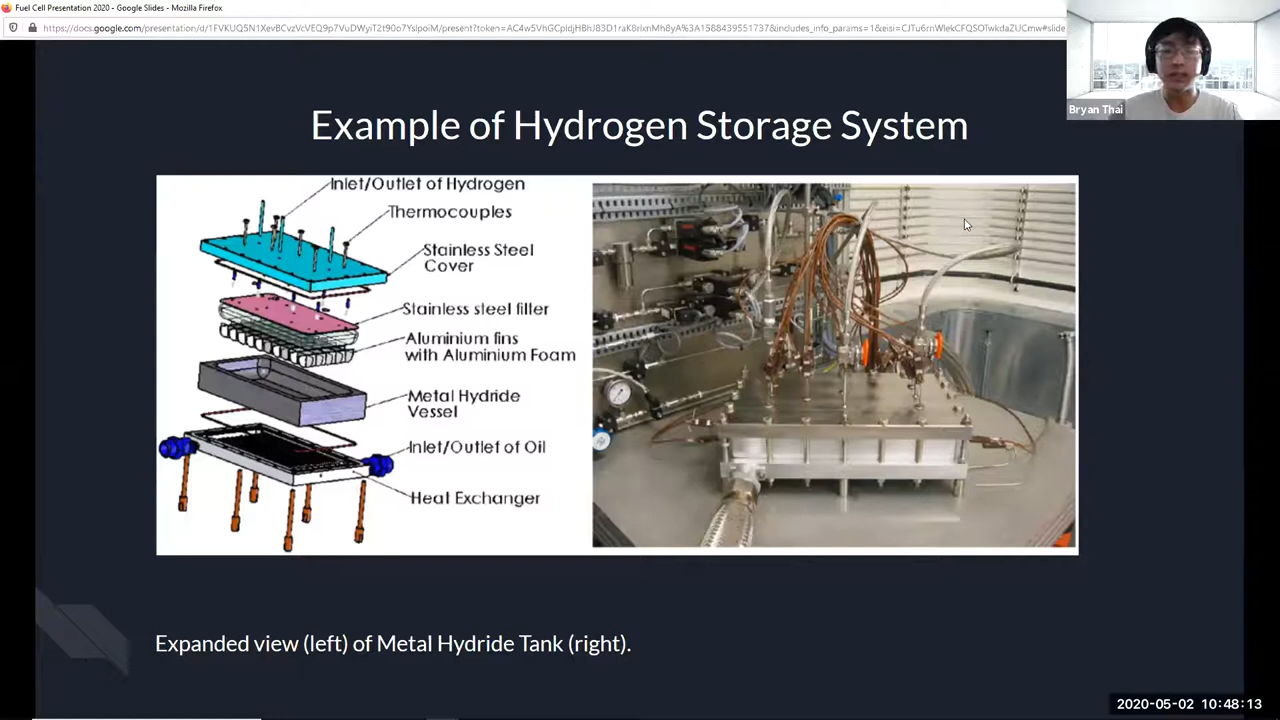 Fuel Cell Presentation 2020 - Google Slides - Mozilla Firefox
Bryan Thai
Example of Hydrogen Storage System
Inlet/Outlet of Hydrogen
Thermocouples
Stainless Steel
Cover
Stainless steel filler
Aluminium fins
with Aluminium Foam
Metal Hydride
Vessel
Inlet/Outlet of Oil
Heat Exchanger
Expanded view (left) of Metal Hydride Tank (right).
2020-05-02 10:48:13